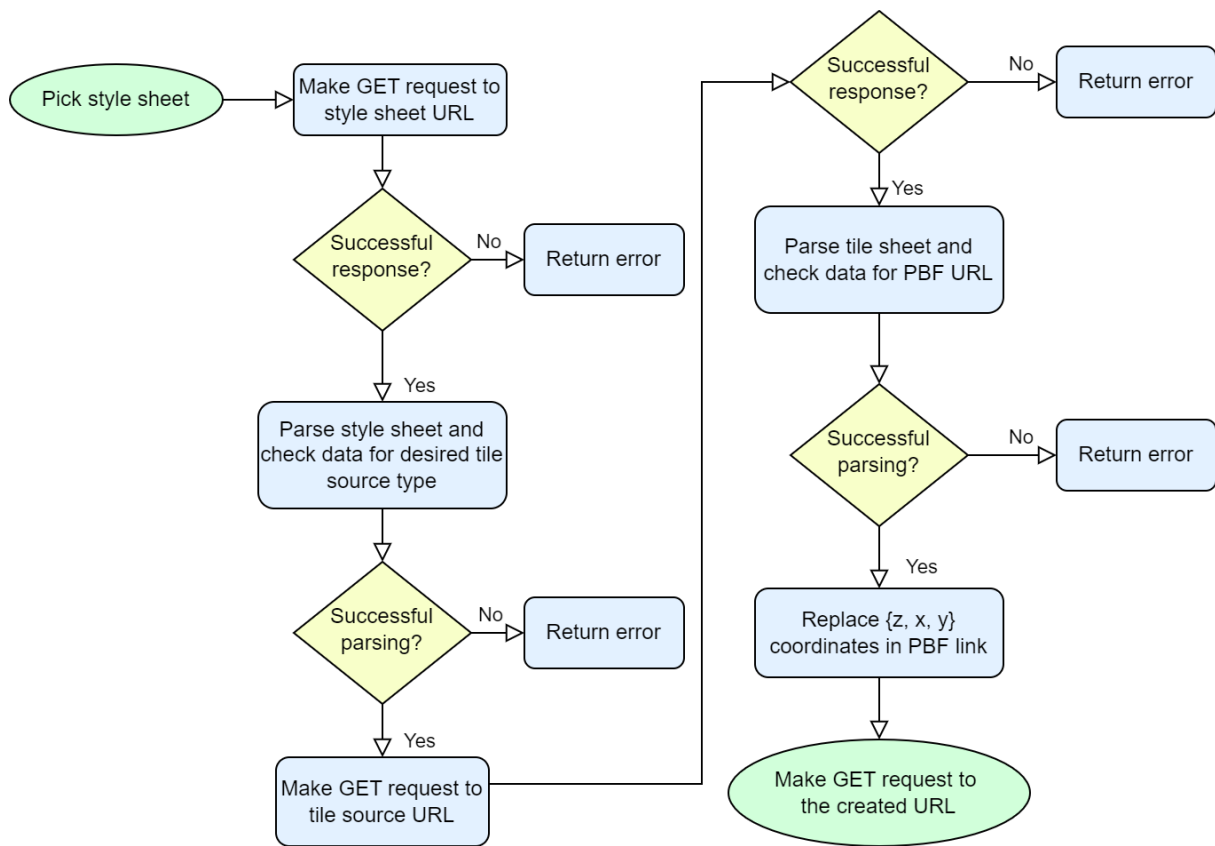 Pick style sheet
Make GET request to
style sheet URL
Successful
response?
No
Return error
Yes
Parse style sheet and
check data for desired tile
source type
Successful
parsing?
No
Return error
Yes
Make GET request to
tile source URL
Successful
response?
No
Return error
Yes
Parse tile sheet and
check data for PBF URL
Successful
parsing?
No
Return error
Yes
Replace {z, x, y}
coordinates in PBF link
Make GET request to
the created URL